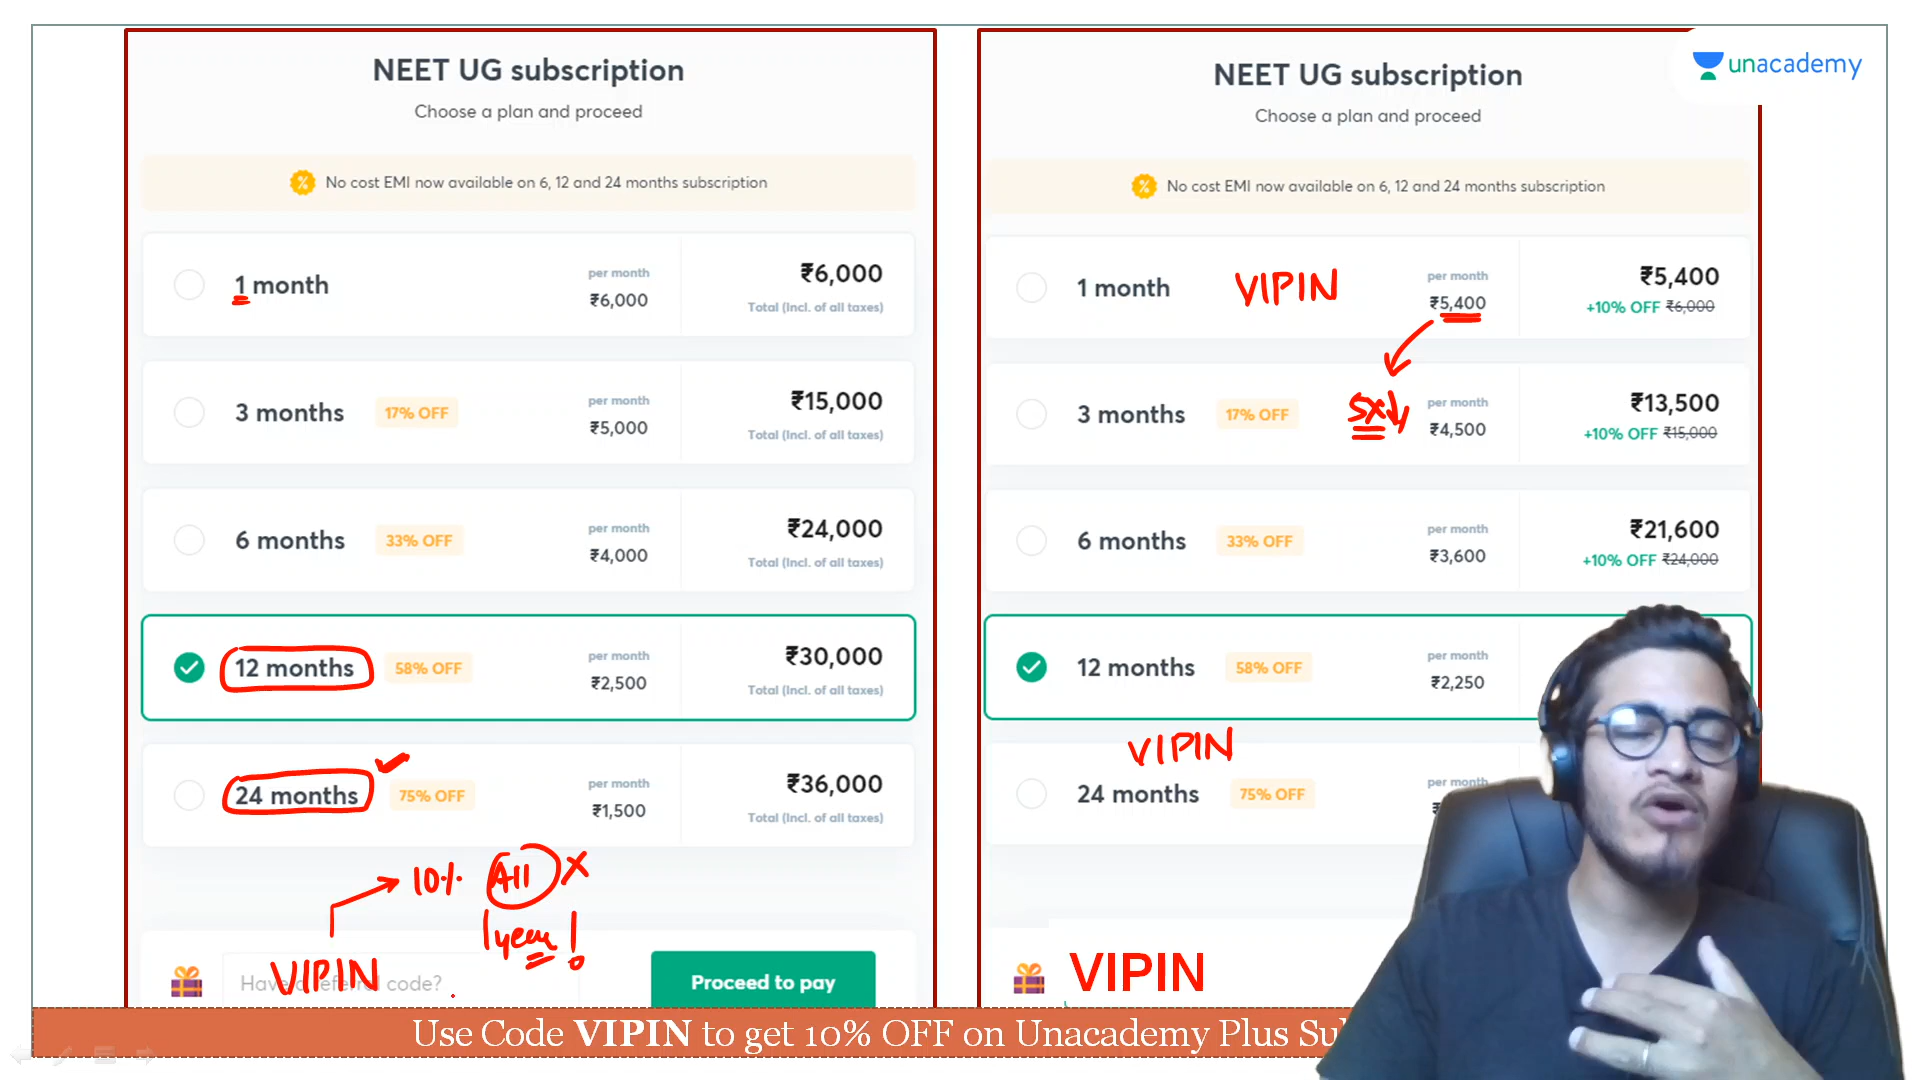 NEET UG subscription
Choose a plan and proceed
No cost EMI now available on 6, 12 and 24 months subscription
1 month
per month
₹6,000
₹6,000
Total (Incl. of all taxes)
3 months
17% OFF
per month
₹5,000
₹15,000
Total (Incl. of all taxes)
6 months
33% OFF
per month
₹4,000
₹24,000
Total (Incl. of all taxes)
12 months
58% OFF
per month
₹2,500
₹30,000
Total (Incl. of all taxes)
24 months
75% OFF
per month
₹1,500
₹36,000
Total (Incl. of all taxes)
10% All X
1 year !
VIPIN
Have a referral code?
Proceed to pay
unacademy
NEET UG subscription
Choose a plan and proceed
No cost EMI now available on 6, 12 and 24 months subscription
1 month
VIPIN
per month
₹5,400
₹5,400
+10% OFF ₹6,000
3 months
17% OFF
per month
₹4,500
₹13,500
+10% OFF ₹15,000
6 months
33% OFF
per month
₹3,600
₹21,600
+10% OFF ₹24,000
12 months
58% OFF
per month
₹2,250
VIPIN
24 months
75% OFF
per month
VIPIN
Use Code VIPIN to get 10% OFF on Unacademy Plus